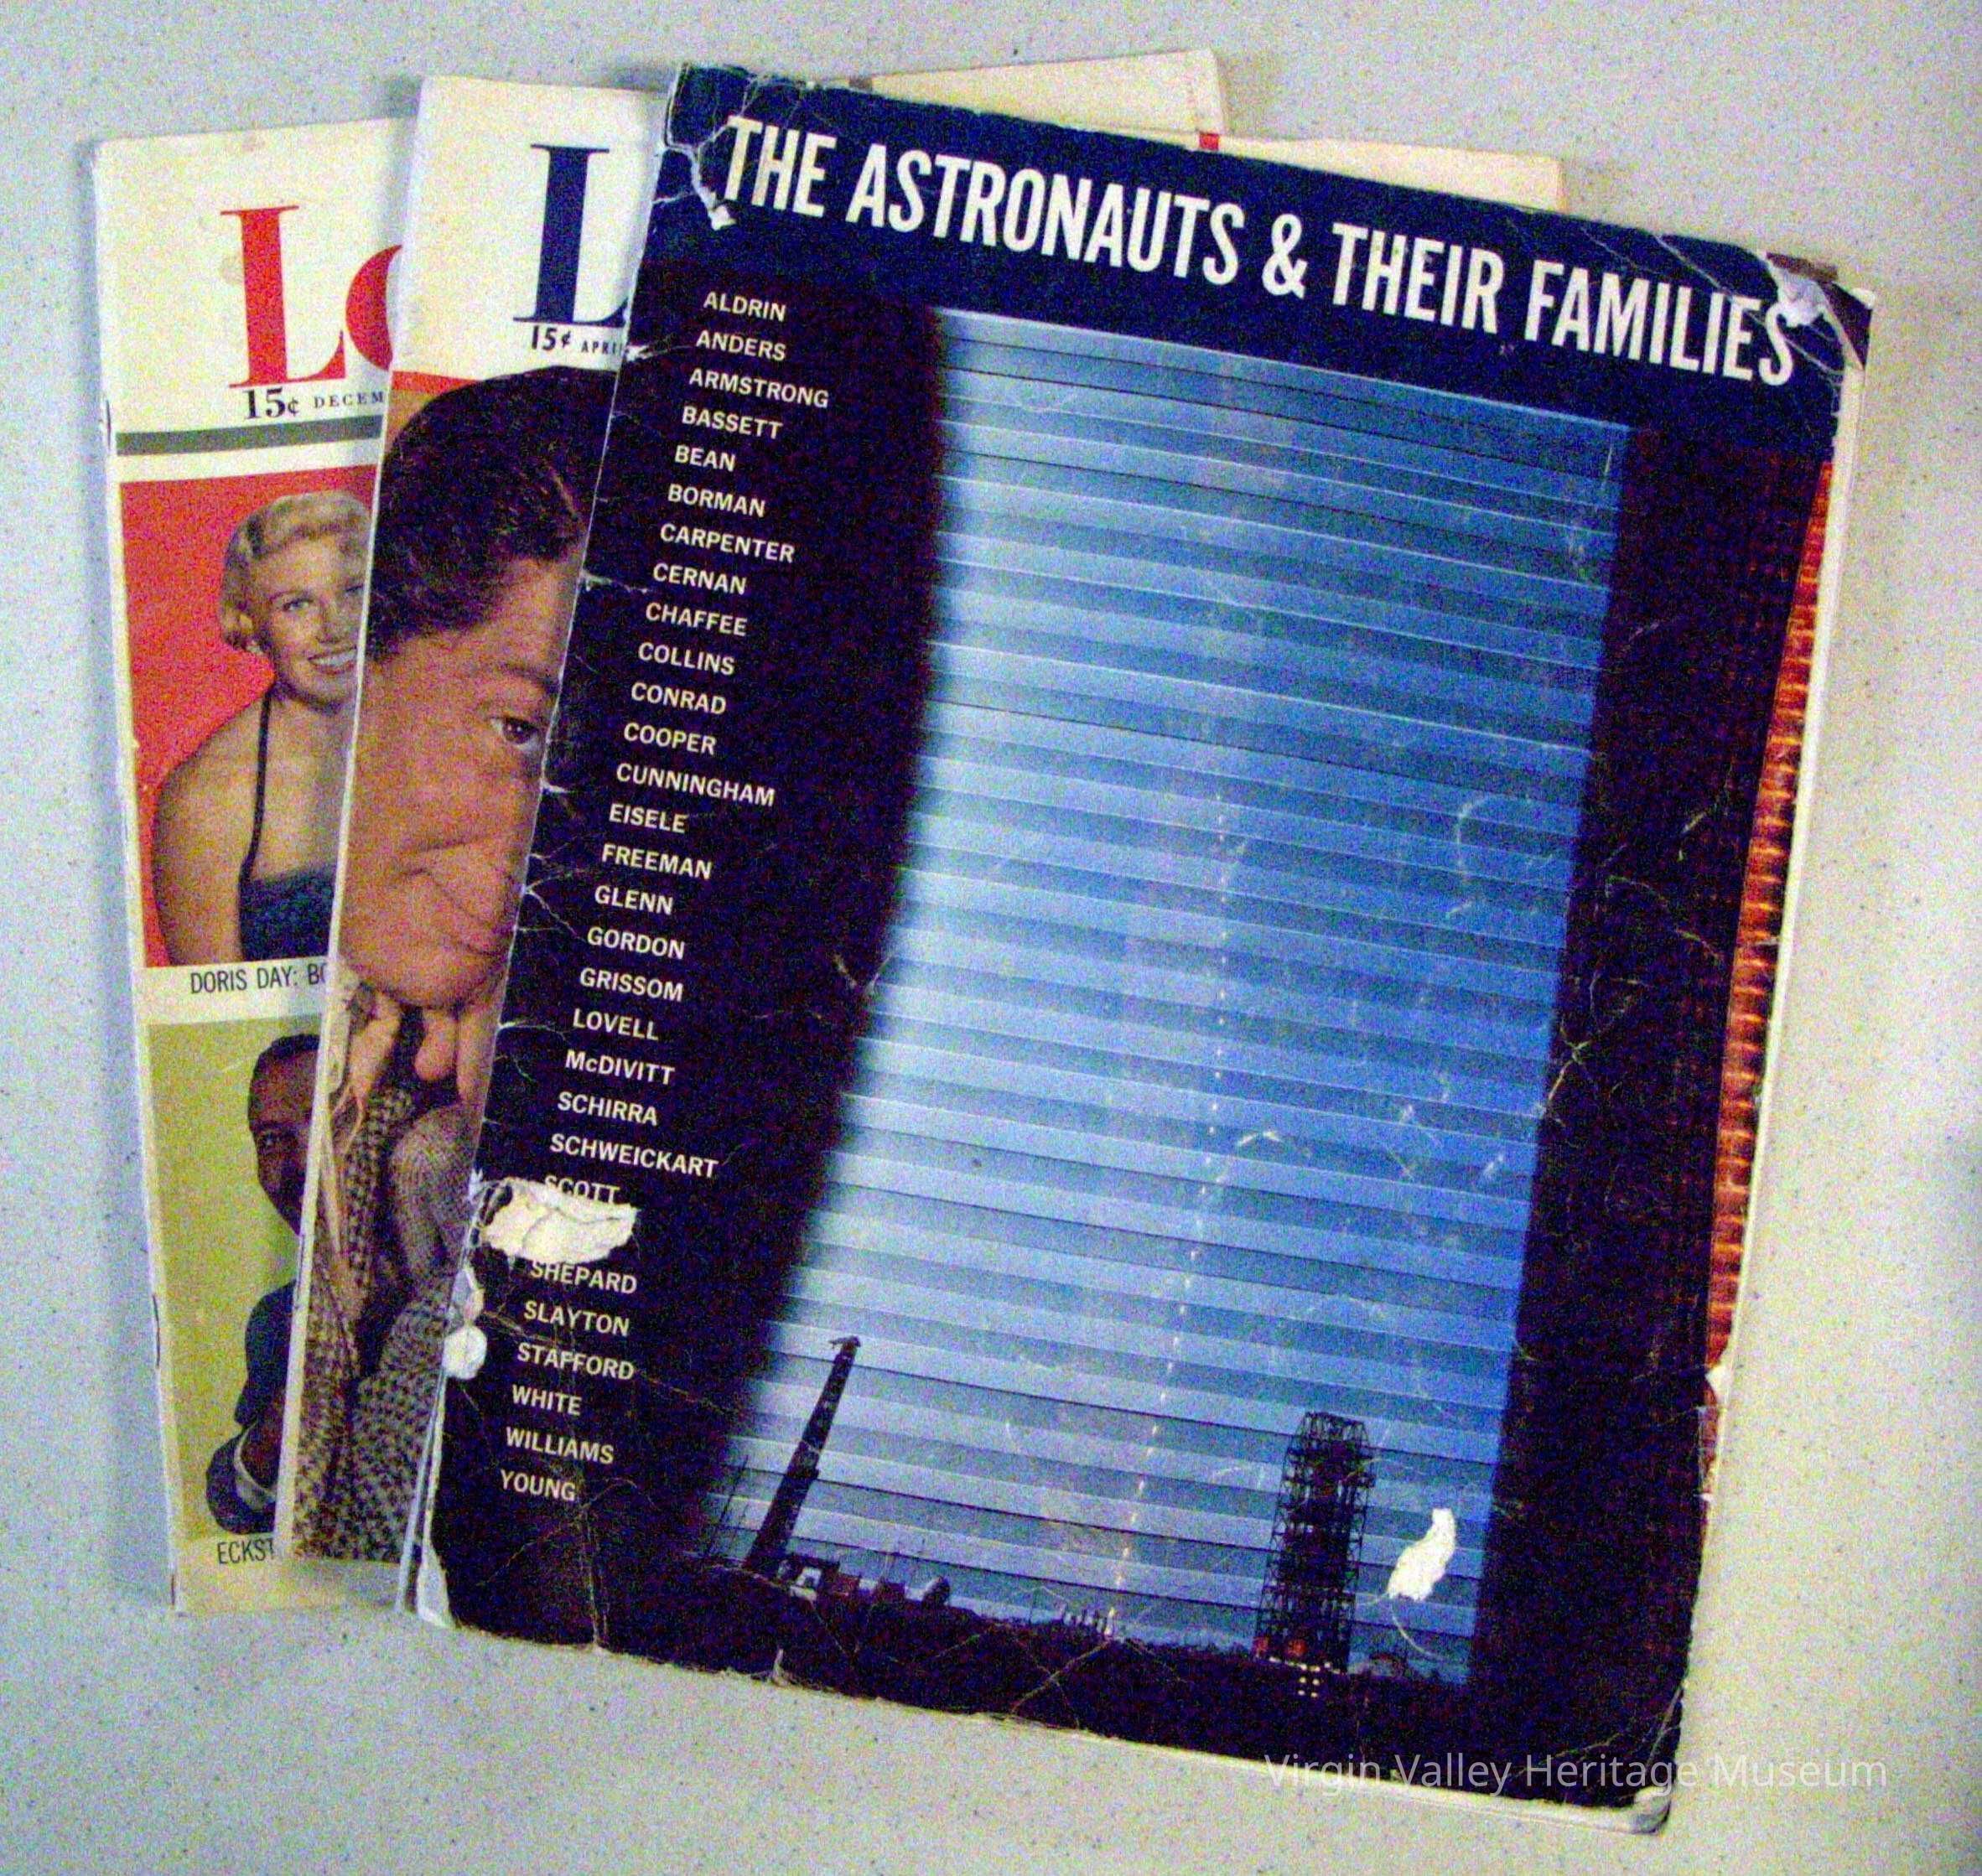 THE ASTRONAUTS & THEIR FAMILIES
ALDRIN
ANDERS
ARMSTRONG
BASSETT
BEAN
BORMAN
CARPENTER
CERNAN
CHAFFEE
COLLINS
CONRAD
COOPER
CUNNINGHAM
EISELE
FREEMAN
GLENN
GORDON
GRISSOM
LOVELL
McDIVITT
SCHIRRA
SCHWEICKART
SCOTT
SHEPARD
SLAYTON
STAFFORD
WHITE
WILLIAMS
YOUNG
L
15¢ APRI
Lo
15¢ DECEM
DORIS DAY: BO
ECKST
Virgin Valley Heritage Museum